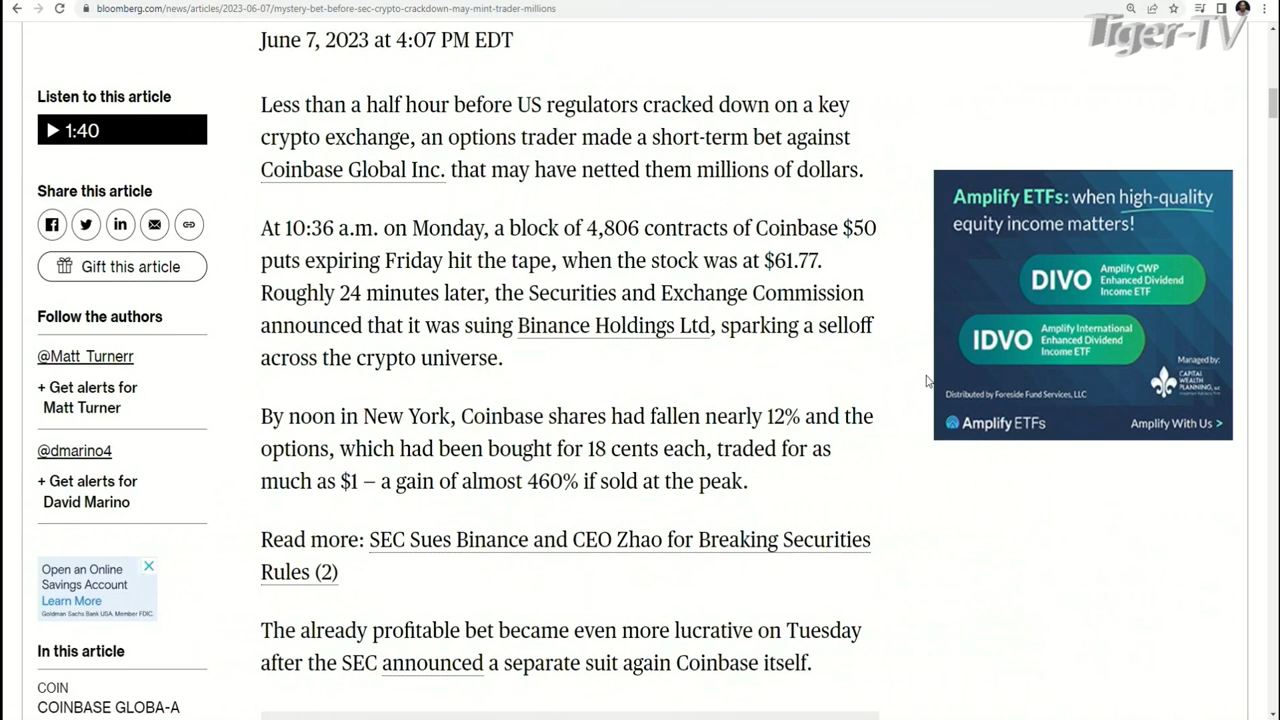 bloomberg.com/news/articles/2023-06-07/mystery-bet-before-sec-crypto-crackdown-may-mint-trader-millions
Tiger-TV
June 7, 2023 at 4:07 PM EDT
Listen to this article
1:40
Share this article
Gift this article
Follow the authors
@Matt_Turnerr
+ Get alerts for
Matt Turner
@dmarino4
+ Get alerts for
David Marino
Open an Online
Savings Account
Learn More
Goldman Sachs Bank USA. Member FDIC.
In this article
COIN
COINBASE GLOBA-A
Less than a half hour before US regulators cracked down on a key
crypto exchange, an options trader made a short-term bet against
Coinbase Global Inc. that may have netted them millions of dollars.
At 10:36 a.m. on Monday, a block of 4,806 contracts of Coinbase $50
puts expiring Friday hit the tape, when the stock was at $61.77.
Roughly 24 minutes later, the Securities and Exchange Commission
announced that it was suing Binance Holdings Ltd, sparking a selloff
across the crypto universe.
By noon in New York, Coinbase shares had fallen nearly 12% and the
options, which had been bought for 18 cents each, traded for as
much as $1 – a gain of almost 460% if sold at the peak.
Read more: SEC Sues Binance and CEO Zhao for Breaking Securities
Rules (2)
The already profitable bet became even more lucrative on Tuesday
after the SEC announced a separate suit again Coinbase itself.
Amplify ETFs: when high-quality
equity income matters!
DIVO
Amplify CWP
Enhanced Dividend
Income ETF
IDVO
Amplify International
Enhanced Dividend
Income ETF
Managed by:
CAPITAL
WEALTH
PLANNING, LLC
Distributed by Foreside Fund Services, LLC
Amplify ETFs
Amplify With Us >